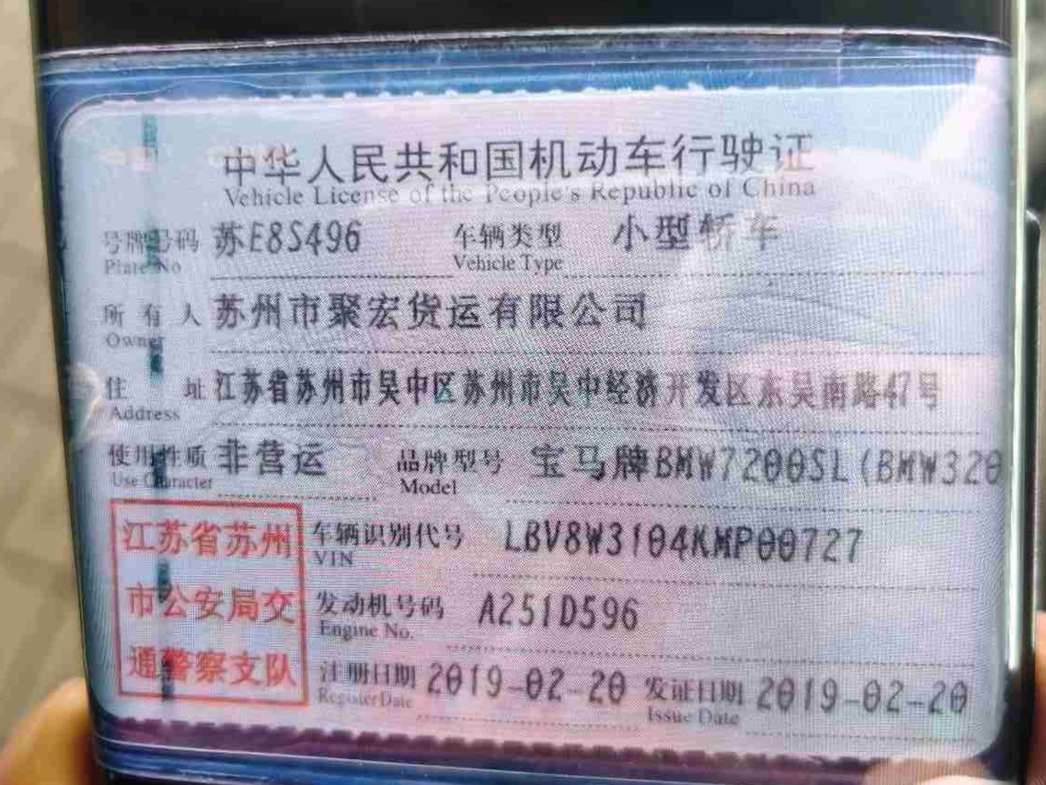 中华人民共和国机动车行驶证
Vehicle License of the People's Republic of China
号牌号码 苏E8S496 车辆类型 小型轿车
Plate No Vehicle Type
所有人 苏州市聚宏货运有限公司
Owner
住址 江苏省苏州市吴中区苏州市吴中经济开发区东吴南路47号
Address
使用性质 非营运 品牌型号 宝马牌BMW7200SL(BMW320
Use Character Model
江苏省苏州 车辆识别代号 LBV8W3104KMP00727
VIN
市公安局交 发动机号码 A251D596
Engine No.
通警察支队 注册日期 2019-02-20 发证日期 2019-02-20
Register Date Issue Date